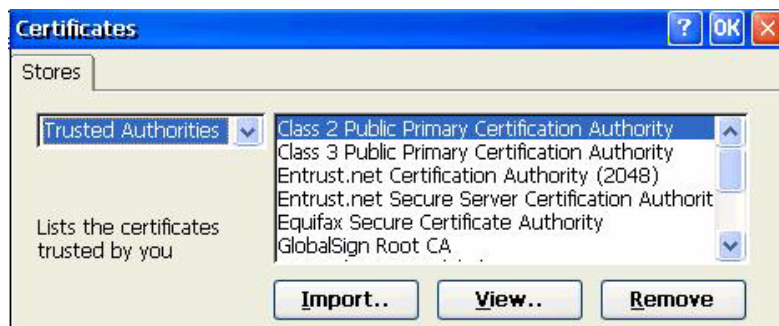 Certificates
? OK
Stores
Trusted Authorities
Class 2 Public Primary Certification Authority
Class 3 Public Primary Certification Authority
Entrust.net Certification Authority (2048)
Entrust.net Secure Server Certification Authorit
Equifax Secure Certificate Authority
GlobalSign Root CA
Lists the certificates
trusted by you
Import..
View..
Remove